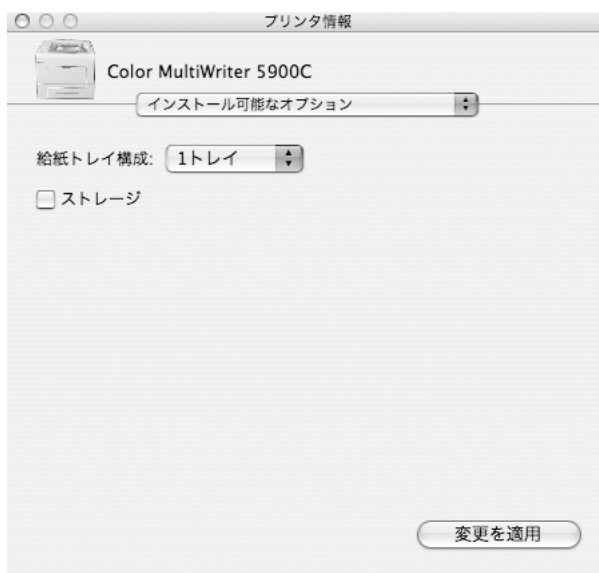 プリンタ情報
Color MultiWriter 5900C
インストール可能なオプション
給紙トレイ構成: 1トレイ
ストレージ
変更を適用